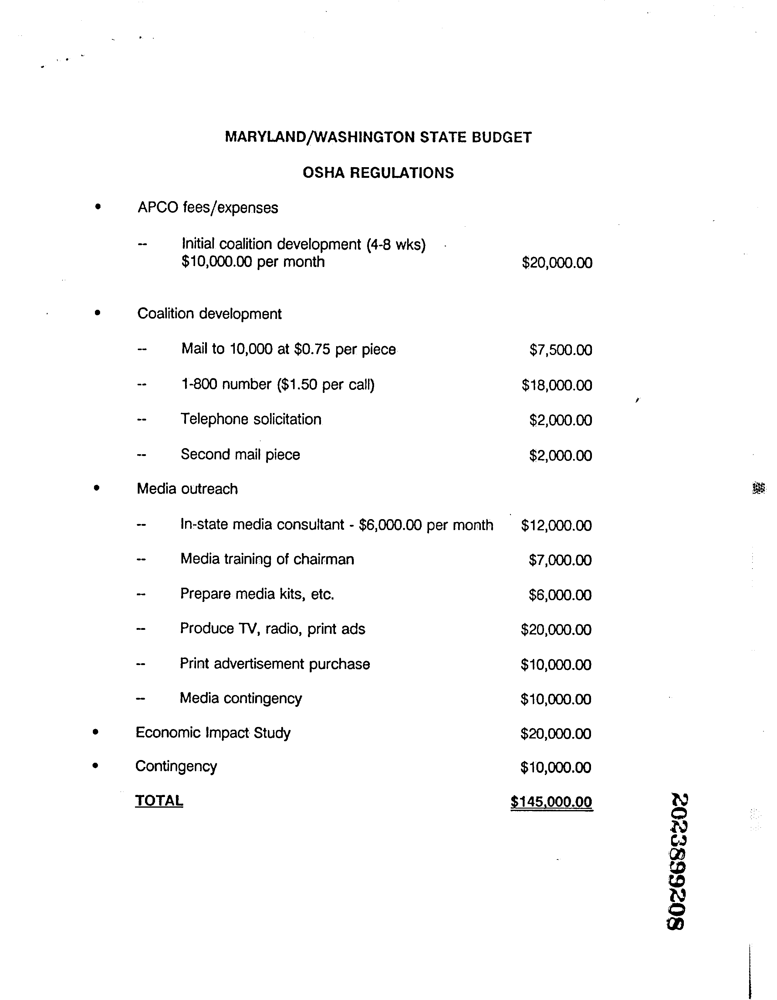 MARYLAND/WASHINGTON STATE BUDGET
OSHA REGULATIONS
• APCO fees/expenses
-- Initial coalition development (4-8 wks)
$10,000.00 per month $20,000.00
• Coalition development
-- Mail to 10,000 at $0.75 per piece $7,500.00
-- 1-800 number ($1.50 per call) $18,000.00
-- Telephone solicitation $2,000.00
-- Second mail piece $2,000.00
• Media outreach
-- In-state media consultant - $6,000.00 per month $12,000.00
-- Media training of chairman $7,000.00
-- Prepare media kits, etc. $6,000.00
-- Produce TV, radio, print ads $20,000.00
-- Print advertisement purchase $10,000.00
-- Media contingency $10,000.00
• Economic Impact Study $20,000.00
• Contingency $10,000.00
TOTAL $145,000.00
2023899208